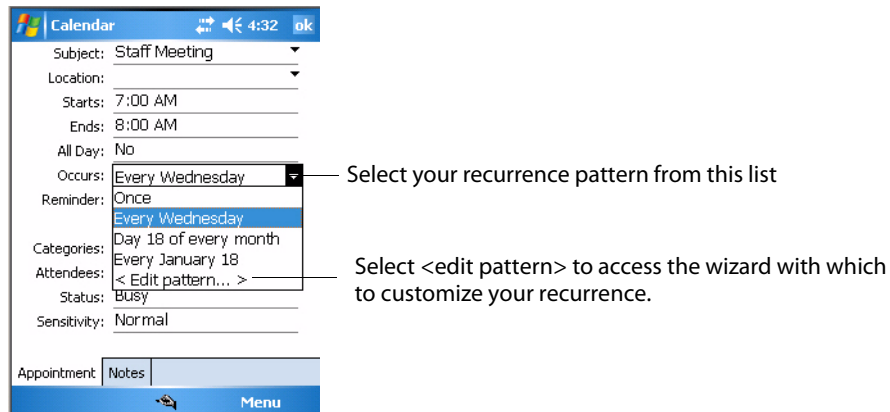 Calendar 4:32 ok
Subject: Staff Meeting
Location:
Starts: 7:00 AM
Ends: 8:00 AM
All Day: No
Occurs: Every Wednesday
Select your recurrence pattern from this list
Reminder: Once
Every Wednesday
Day 18 of every month
Categories:
Every January 18
Attendees: < Edit pattern... >
Select <edit pattern> to access the wizard with which
to customize your recurrence.
Status: Busy
Sensitivity: Normal
Appointment Notes
Menu